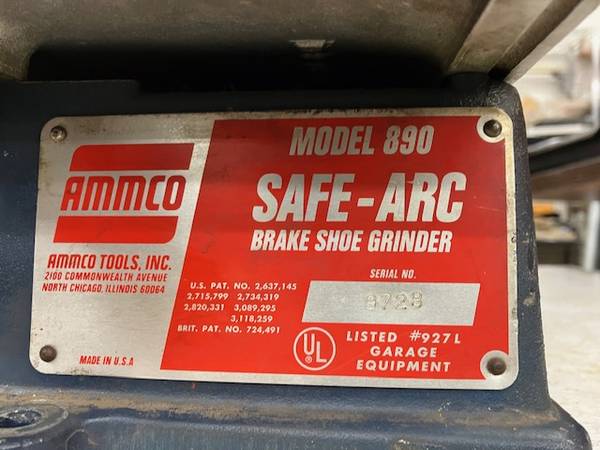 AMMCO
AMMCO TOOLS, INC.
2100 COMMONWEALTH AVENUE
NORTH CHICAGO, ILLINOIS 60064
MADE IN U.S.A
MODEL 890
SAFE-ARC
BRAKE SHOE GRINDER
U.S. PAT. NO. 2,637,145
2,715,799 2,734,319
2,820,331 3,089,295
3,118,259
BRIT. PAT. NO. 724,491
SERIAL NO.
8728
UL
LISTED #927L
GARAGE
EQUIPMENT